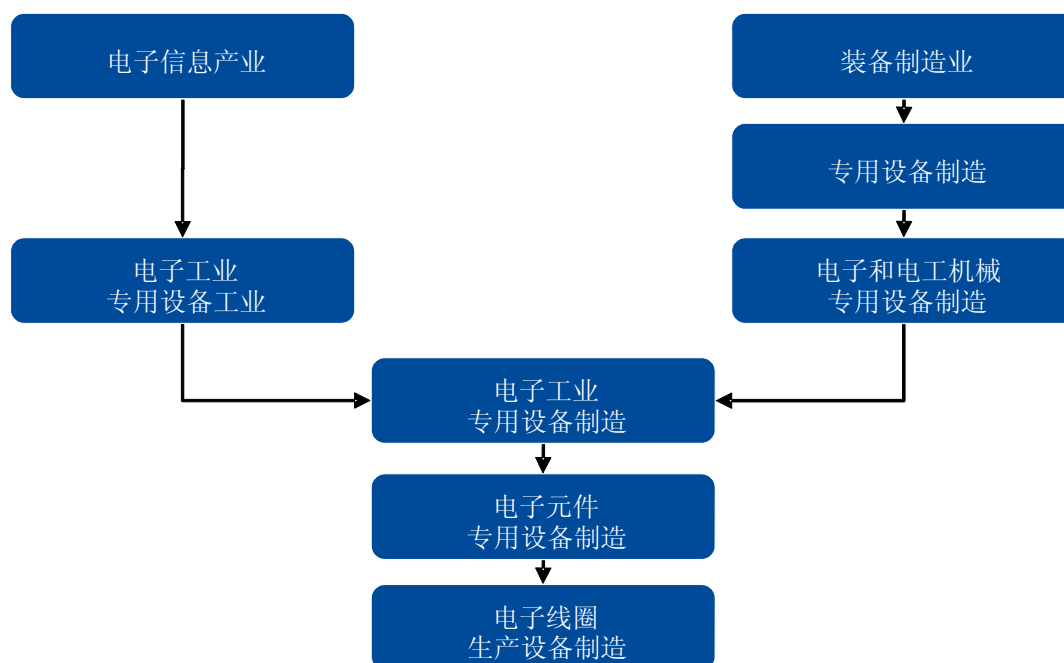 电子信息产业
装备制造业
专用设备制造
电子工业
专用设备工业
电子和电工机械
专用设备制造
电子工业
专用设备制造
电子元件
专用设备制造
电子线圈
生产设备制造